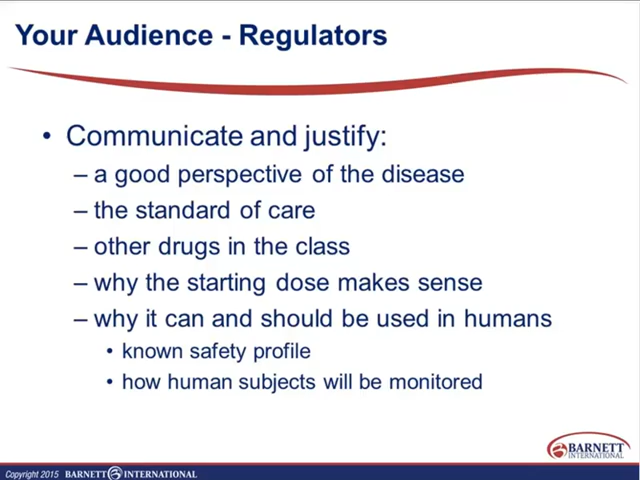 Your Audience - Regulators
• Communicate and justify:
– a good perspective of the disease
– the standard of care
– other drugs in the class
– why the starting dose makes sense
– why it can and should be used in humans
• known safety profile
• how human subjects will be monitored
BARNETT
INTERNATIONAL
Copyright 2015 BARNETT INTERNATIONAL